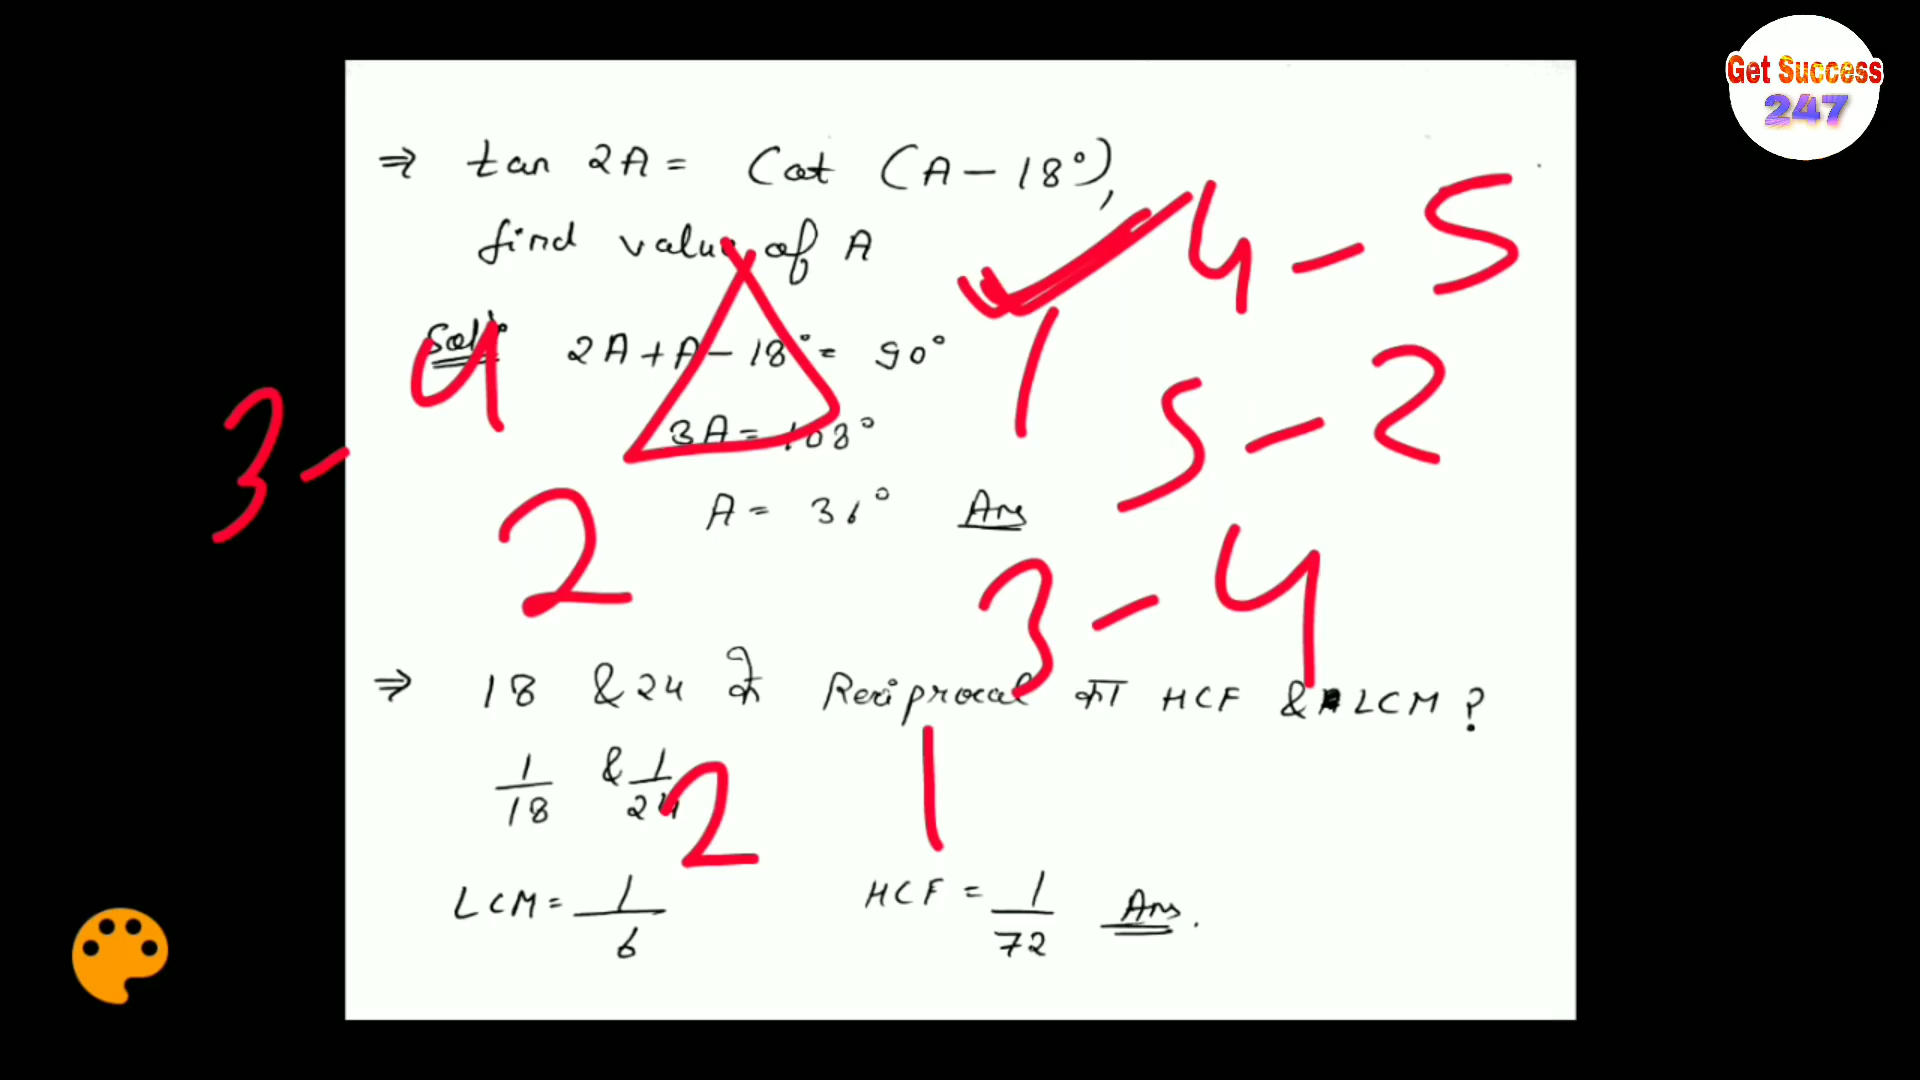 Get Success
247
⇒ tan 2A = Cot (A - 18°),
find value of A
Solⁿ 2A + A - 18° = 90°
3A = 108°
A = 36° Ans
4 - 5
1
5 - 2
3 - 4
2
3 - 4
⇒ 18 & 24 के Reciprocal का HCF & LCM ?
1/18 & 1/24
2
1
LCM = 1/6 HCF = 1/72 Ans.